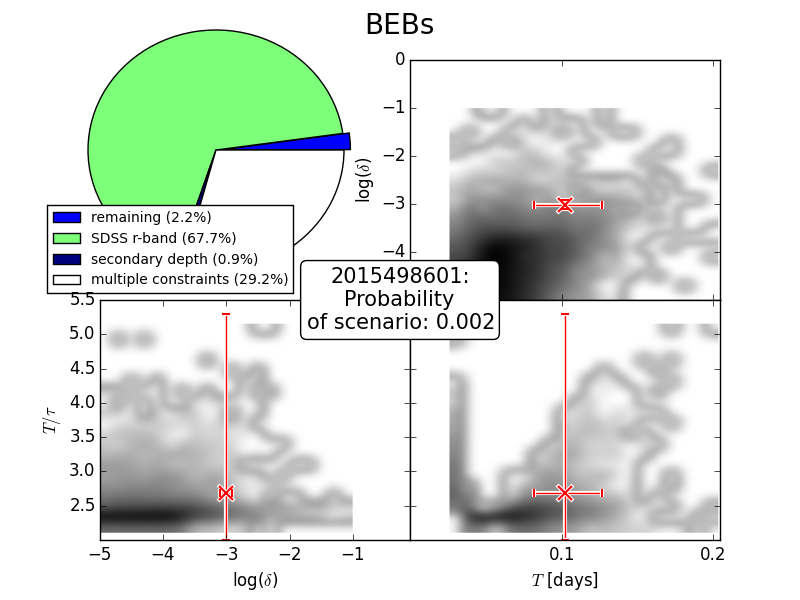 BEBs
remaining (2.2%)
SDSS r-band (67.7%)
secondary depth (0.9%)
multiple constraints (29.2%)
0
−1
−2
−3
−4
log(δ)
2015498601:
Probability
of scenario: 0.002
5.5
5.0
4.5
4.0
3.5
3.0
2.5
T/τ
−5 −4 −3 −2 −1
log(δ)
0.1 0.2
T [days]